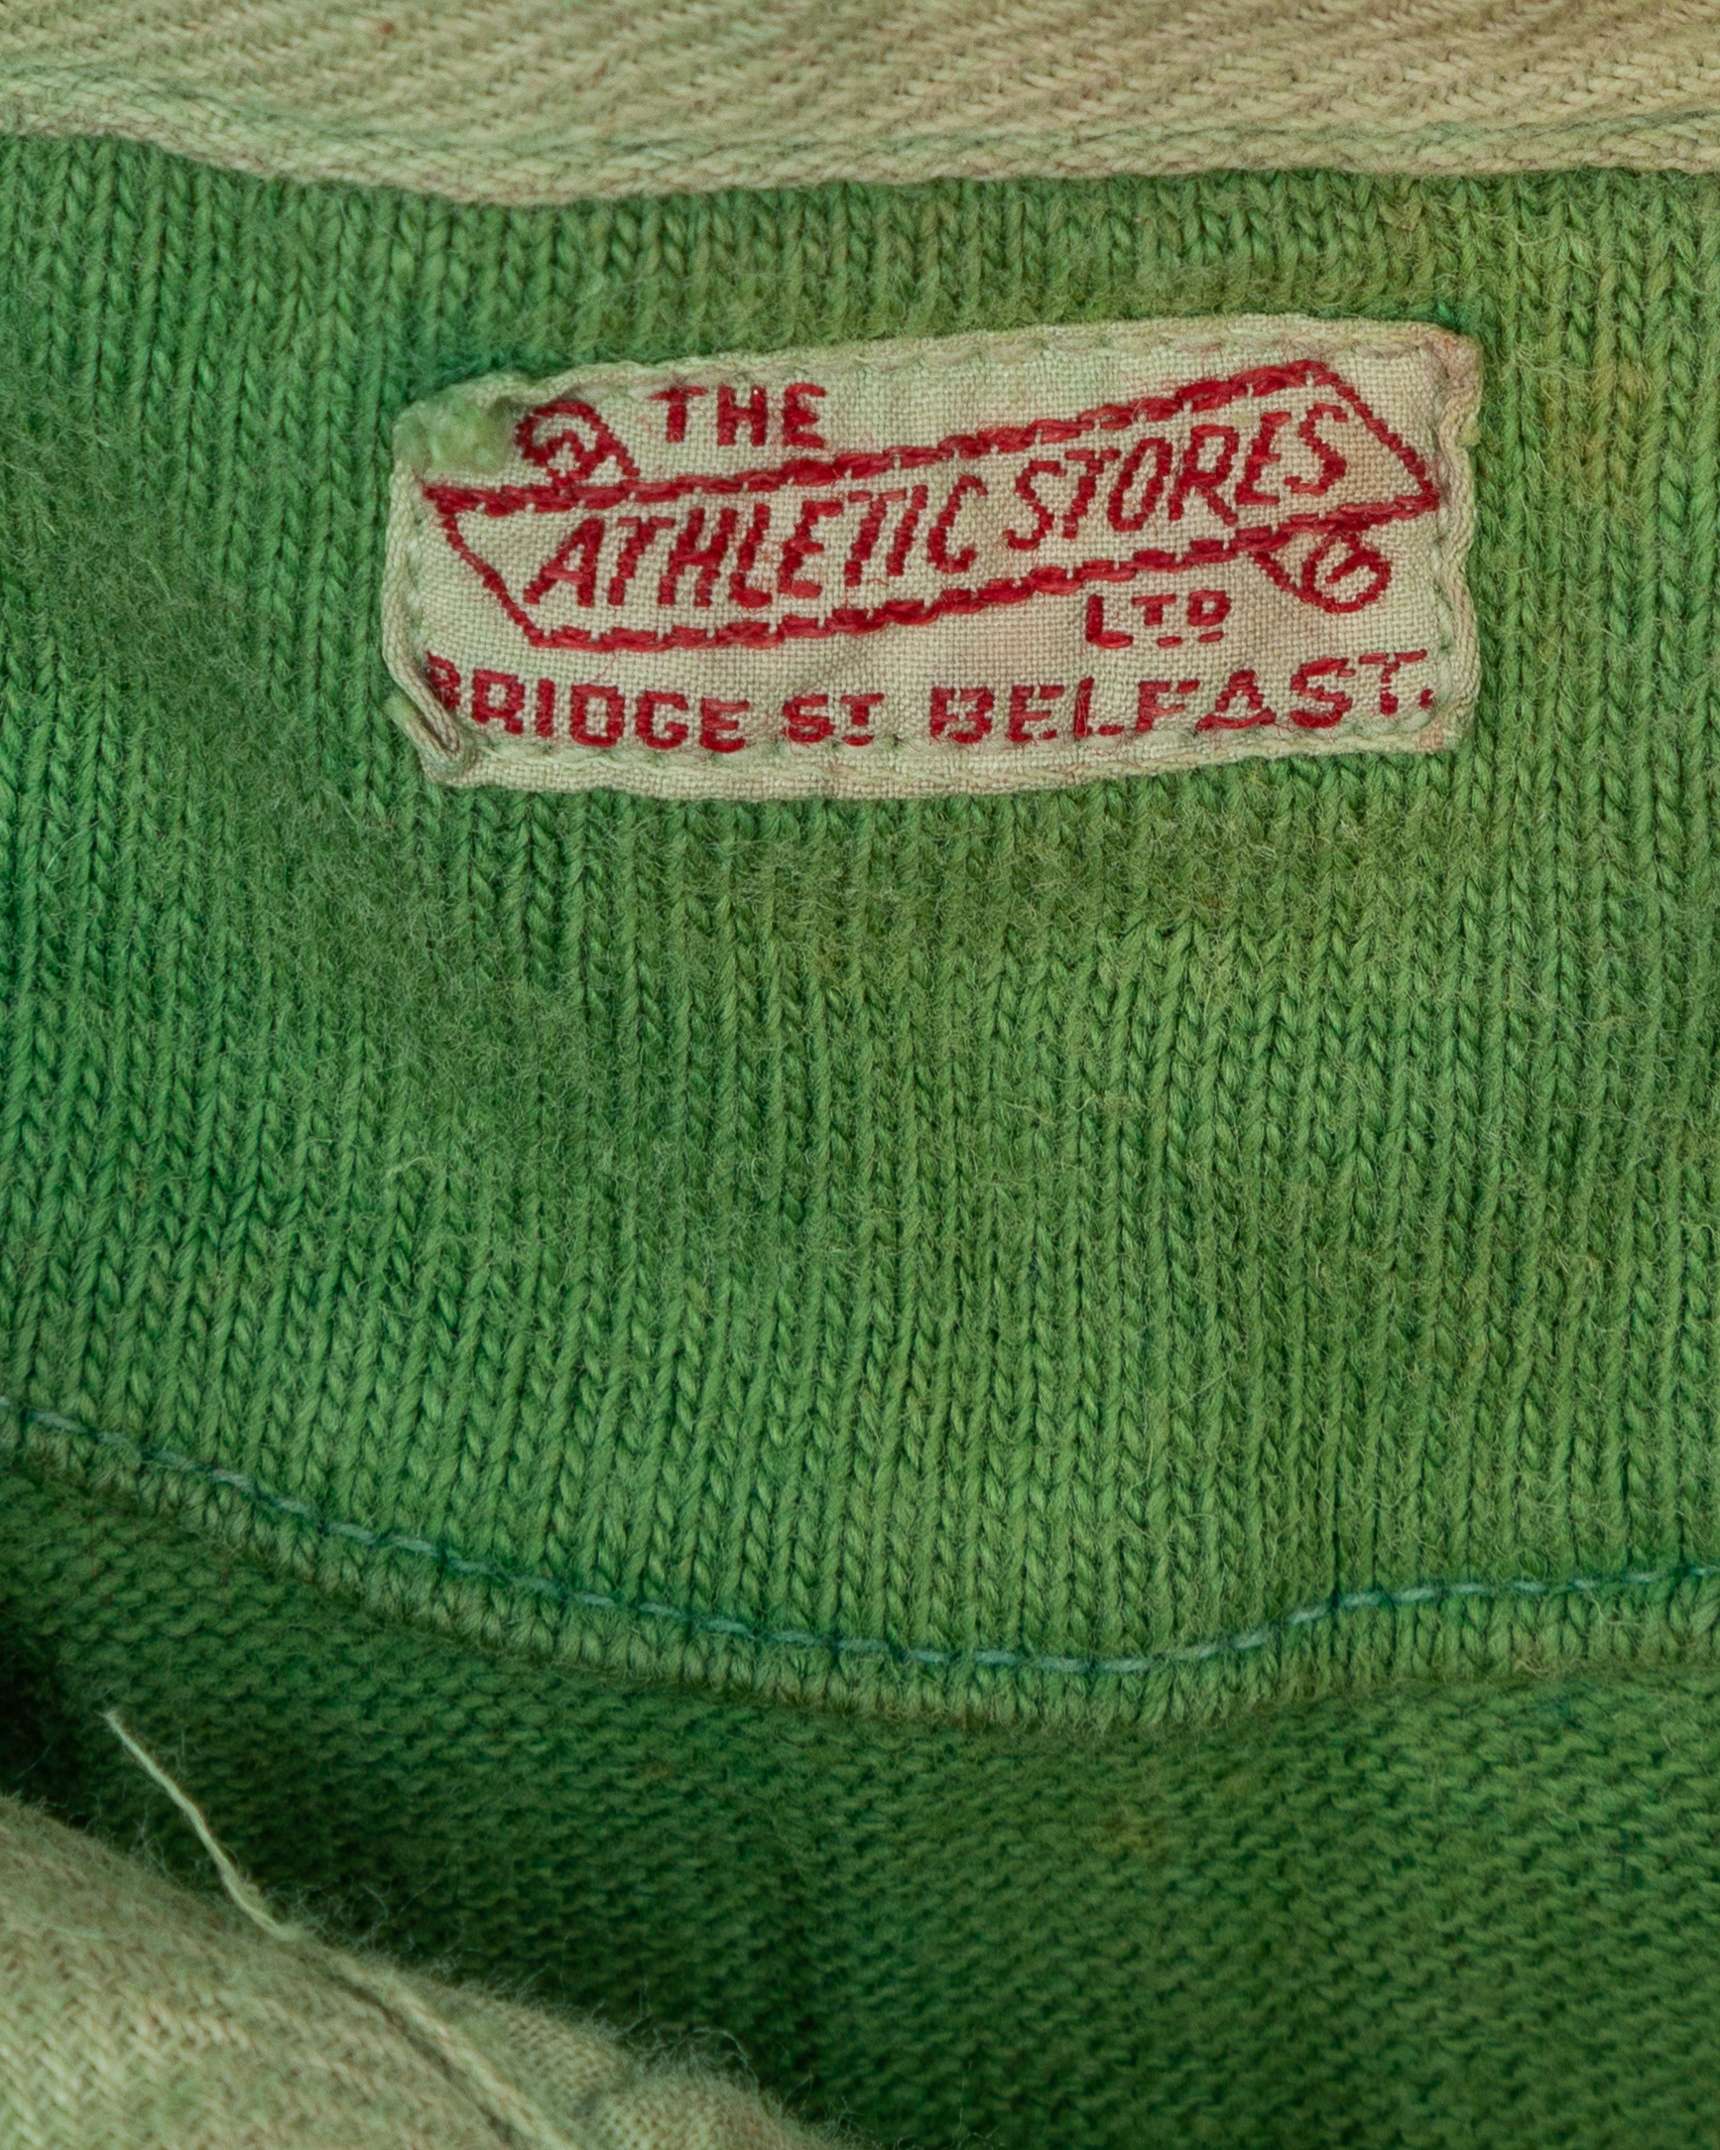 THE
ATHLETIC STORES
LTD
BRIDGE ST BELFAST.